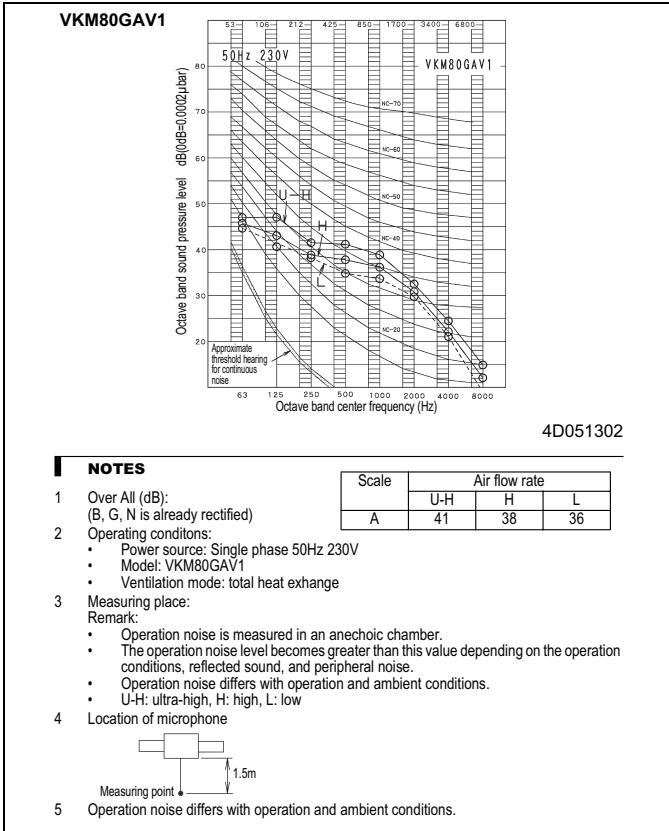 VKM80GAV1
53 106 212 425 850 1700 3400 6800
50Hz 230V
VKM80GAV1
Octave band sound pressure level dB(0dB=0.0002µbar)
80
70
60
50
40
30
20
NC-70
NC-60
NC-50
NC-40
NC-20
U-H
H
L
Approximate
threshold hearing
for continuous
noise
63 125 250 500 1000 2000 4000 8000
Octave band center frequency (Hz)
4D051302
NOTES
1 Over All (dB):
(B, G, N is already rectified)
Scale Air flow rate
U-H H L
A 41 38 36
2 Operating conditons:
• Power source: Single phase 50Hz 230V
• Model: VKM80GAV1
• Ventilation mode: total heat exhange
3 Measuring place:
Remark:
• Operation noise is measured in an anechoic chamber.
• The operation noise level becomes greater than this value depending on the operation
conditions, reflected sound, and peripheral noise.
• Operation noise differs with operation and ambient conditions.
• U-H: ultra-high, H: high, L: low
4 Location of microphone
1.5m
Measuring point
5 Operation noise differs with operation and ambient conditions.